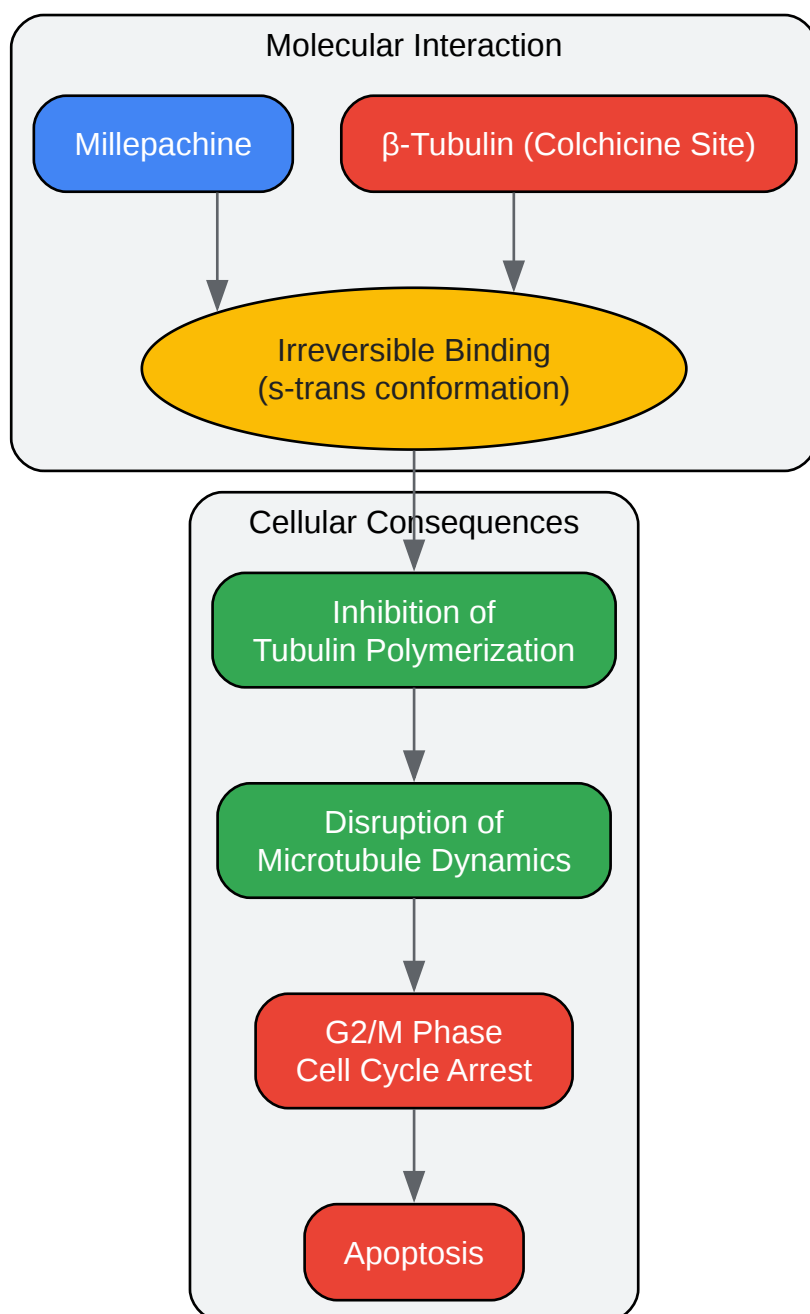 Molecular Interaction
Millepachine
β-Tubulin (Colchicine Site)
Irreversible Binding
(s-trans conformation)
Cellular Consequences
Inhibition of
Tubulin Polymerization
Disruption of
Microtubule Dynamics
G2/M Phase
Cell Cycle Arrest
Apoptosis